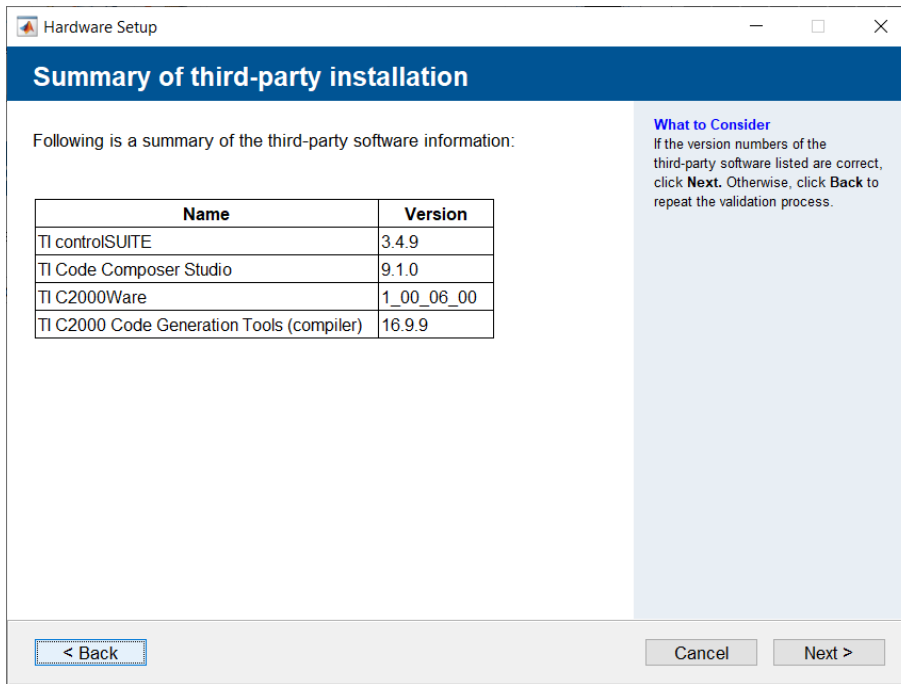 Hardware Setup
Summary of third-party installation
Following is a summary of the third-party software information:
Name Version
TI controlSUITE 3.4.9
TI Code Composer Studio 9.1.0
TI C2000Ware 1_00_06_00
TI C2000 Code Generation Tools (compiler) 16.9.9
What to Consider
If the version numbers of the
third-party software listed are correct,
click Next. Otherwise, click Back to
repeat the validation process.
< Back Cancel Next >